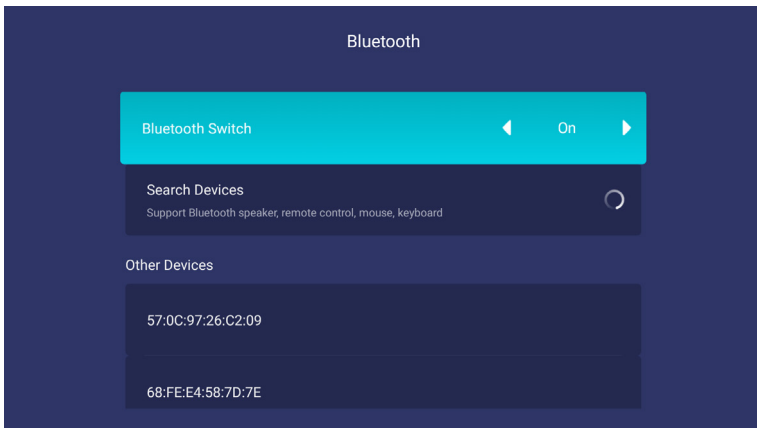 Bluetooth
Bluetooth Switch
On
Search Devices
Support Bluetooth speaker, remote control, mouse, keyboard
Other Devices
57:0C:97:26:C2:09
68:FE:E4:58:7D:7E